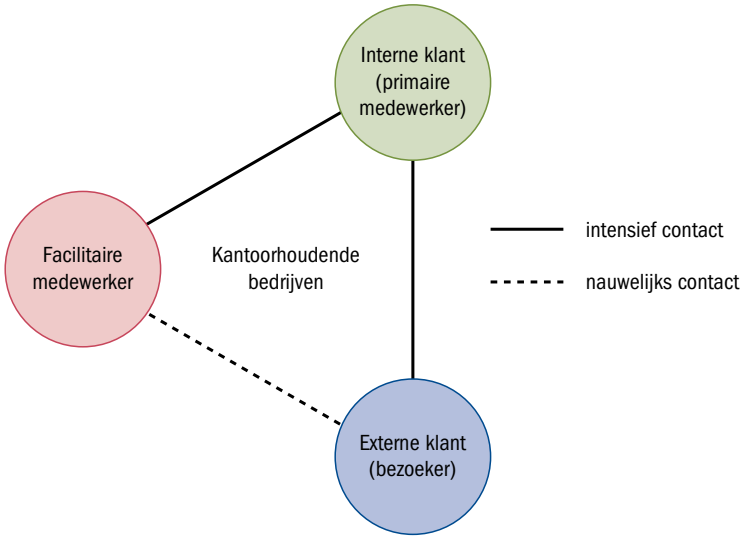 Interne klant
(primaire
medewerker)
Facilitaire
medewerker
Kantoorhoudende
bedrijven
intensief contact
nauwelijks contact
Externe klant
(bezoeker)